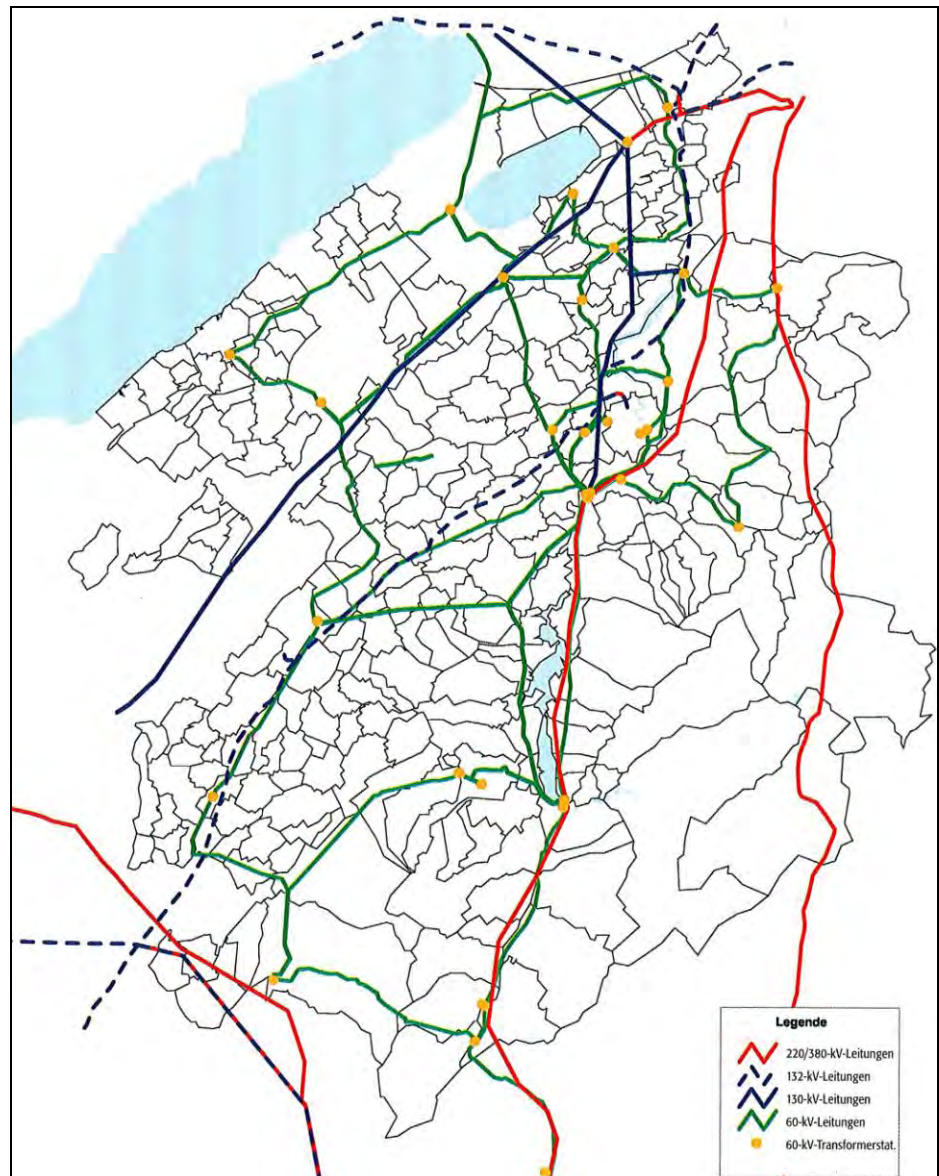 Legende
220/380-kV-Leitungen
132-kV-Leitungen
130-kV-Leitungen
60-kV-Leitungen
60-kV-Transformerstat.